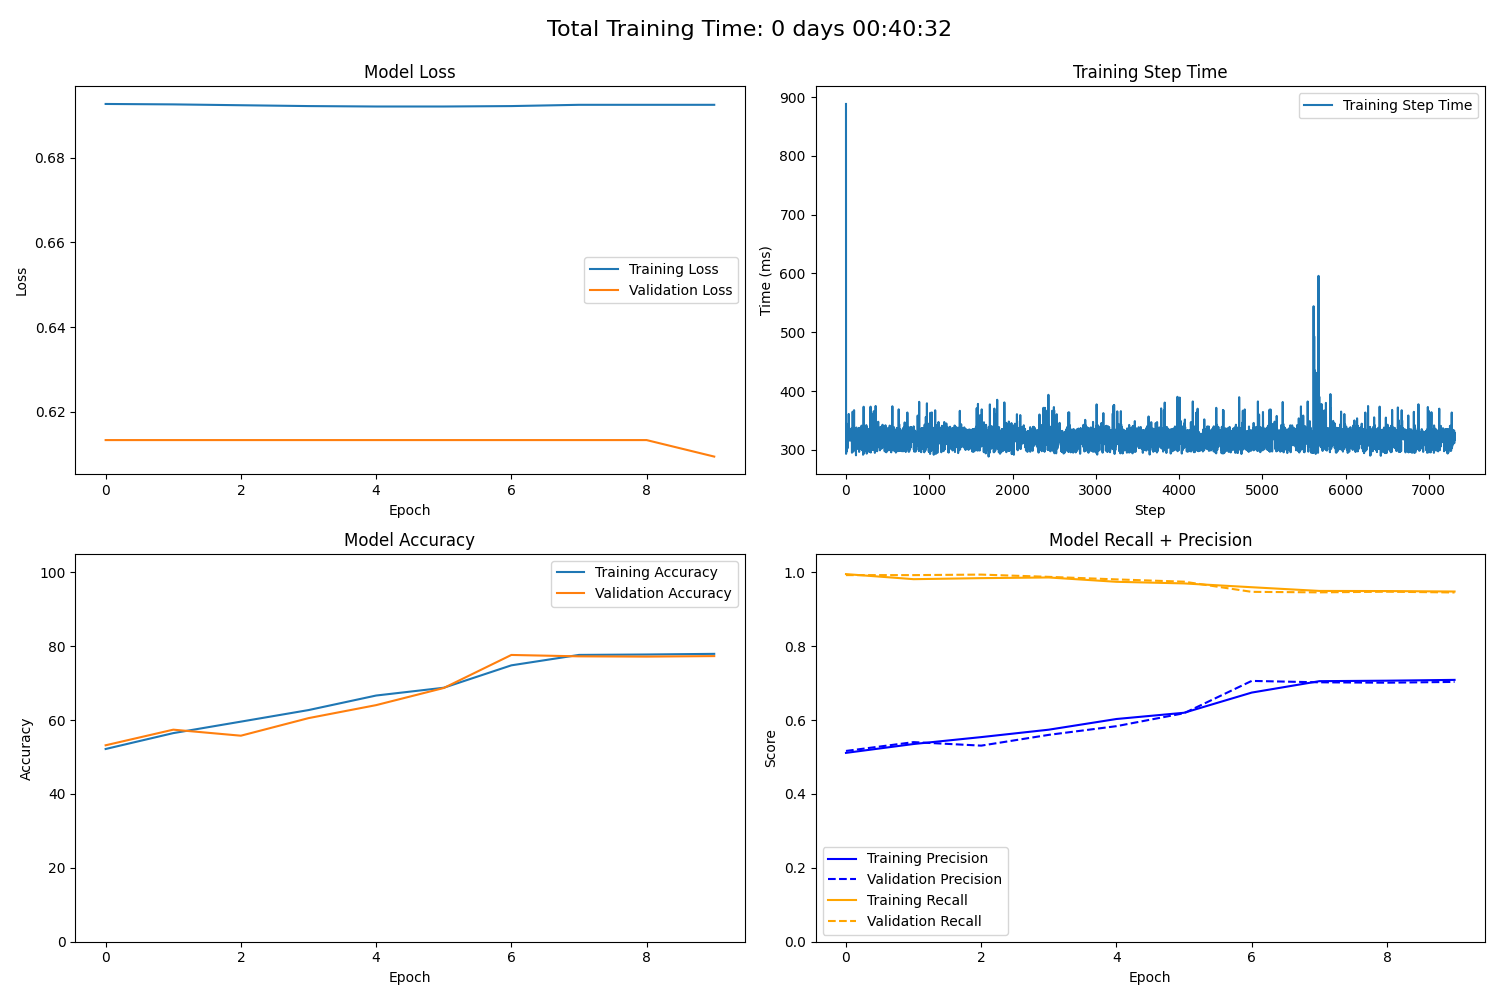 Total Training Time: 0 days 00:40:32
Model Loss
Loss
0.68
0.66
0.64
0.62
Training Loss
Validation Loss
0 2 4 6 8
Epoch
Training Step Time
Time (ms)
900
800
700
600
500
400
300
Training Step Time
0 1000 2000 3000 4000 5000 6000 7000
Step
Model Accuracy
Accuracy
100
80
60
40
20
0
Training Accuracy
Validation Accuracy
0 2 4 6 8
Epoch
Model Recall + Precision
Score
1.0
0.8
0.6
0.4
0.2
0.0
Training Precision
Validation Precision
Training Recall
Validation Recall
0 2 4 6 8
Epoch